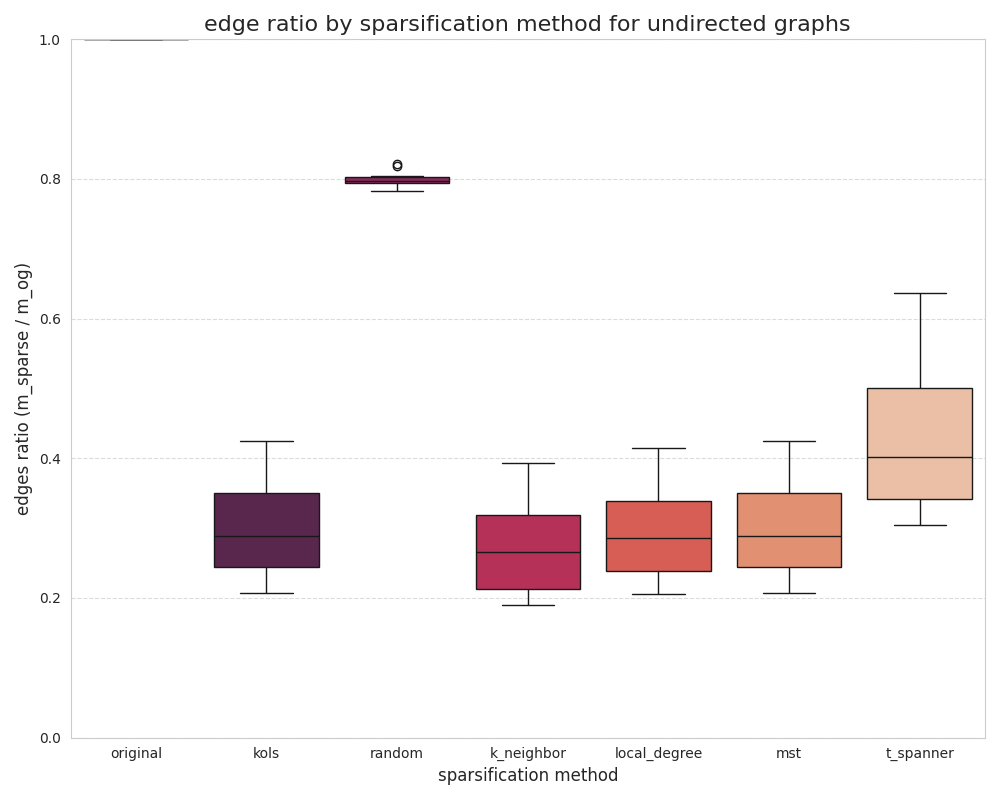 edge ratio by sparsification method for undirected graphs
1.0
0.8
0.6
0.4
0.2
0.0
edges ratio (m_sparse / m_og)
original kols random k_neighbor local_degree mst t_spanner
sparsification method